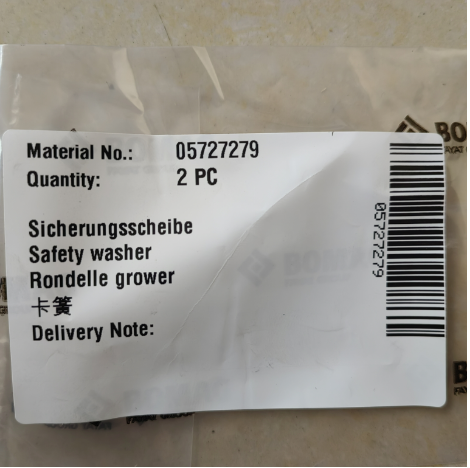 Material No.: 05727279
Quantity: 2 PC
Sicherungsscheibe
Safety washer
Rondelle grower
卡簧
Delivery Note:
05727279